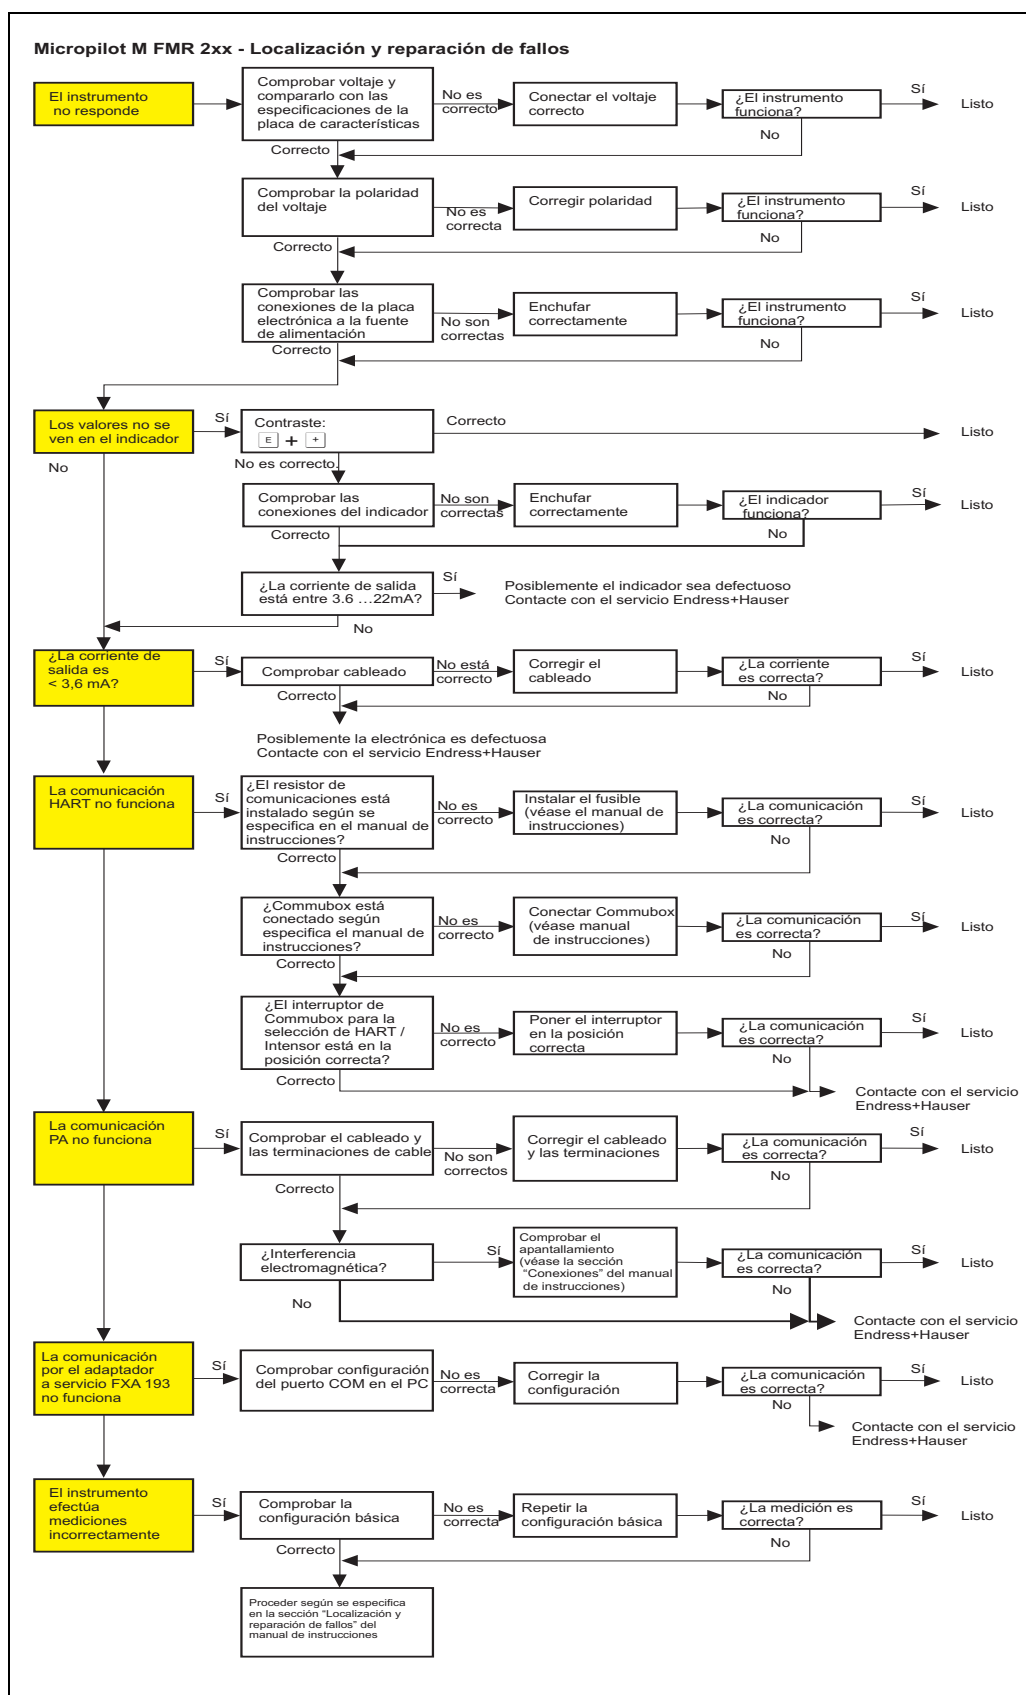 Micropilot M FMR 2xx - Localización y reparación de fallos
El instrumento
no responde
Comprobar voltaje y
compararlo con las
especificaciones de la
placa de características
No es
correcto
Conectar el voltaje
correcto
¿El instrumento
funciona?
Sí
Listo
Correcto
No
Comprobar la polaridad
del voltaje
No es
correcta
Corregir polaridad
¿El instrumento
funciona?
Sí
Listo
Correcto
No
Comprobar las
conexiones de la placa
electrónica a la fuente
de alimentación
No son
correctas
Enchufar
correctamente
¿El instrumento
funciona?
Sí
Listo
Correcto
No
Los valores no se
ven en el indicador
Sí
Contraste:
E + +
Correcto
Listo
No
No es correcto.
Comprobar las
conexiones del indicador
No son
correctas
Enchufar
correctamente
¿El indicador
funciona?
Sí
Listo
Correcto
No
¿La corriente de salida
está entre 3.6 ...22mA?
Sí
Posiblemente el indicador sea defectuoso
Contacte con el servicio Endress+Hauser
No
¿La corriente de
salida es
< 3,6 mA?
Sí
Comprobar cableado
No está
correcto
Corregir el
cableado
¿La corriente
es correcta?
Sí
Listo
Correcto
No
Posiblemente la electrónica es defectuosa
Contacte con el servicio Endress+Hauser
La comunicación
HART no funciona
Sí
¿El resistor de
comunicaciones está
instalado según se
especifica en el manual de
instrucciones?
No es
correcto
Instalar el fusible
(véase el manual de
instrucciones)
¿La comunicación
es correcta?
Sí
Listo
Correcto
No
¿Commubox está
conectado según
especifica el manual de
instrucciones?
No es
correcto
Conectar Commubox
(véase manual
de instrucciones)
¿La comunicación
es correcta?
Sí
Listo
Correcto
No
¿El interruptor de
Commubox para la
selección de HART /
Intensor está en la
posición correcta?
No es
correcto
Poner el interruptor
en la posición
correcta
¿La comunicación
es correcta?
Sí
Listo
Correcto
No
Contacte con el servicio
Endress+Hauser
La comunicación
PA no funciona
Sí
Comprobar el cableado y
las terminaciones de cable
No son
correctos
Corregir el cableado
y las terminaciones
¿La comunicación
es correcta?
Sí
Listo
Correcto
No
¿Interferencia
electromagnética?
Sí
Comprobar el
apantallamiento
(véase la sección
"Conexiones" del manual
de instrucciones)
¿La comunicación
es correcta?
Sí
Listo
No
No
Contacte con el servicio
Endress+Hauser
La comunicación
por el adaptador
a servicio FXA 193
no funciona
Sí
Comprobar configuración
del puerto COM en el PC
No es
correcta
Corregir la
configuración
¿La comunicación
es correcta?
Sí
Listo
No
Contacte con el servicio
Endress+Hauser
El instrumento
efectúa
mediciones
incorrectamente
Sí
Comprobar la
configuración básica
No es
correcta
Repetir la
configuración básica
¿La medición es
correcta?
Sí
Listo
Correcto
No
Proceder según se especifica
en la sección "Localización y
reparación de fallos" del
manual de instrucciones